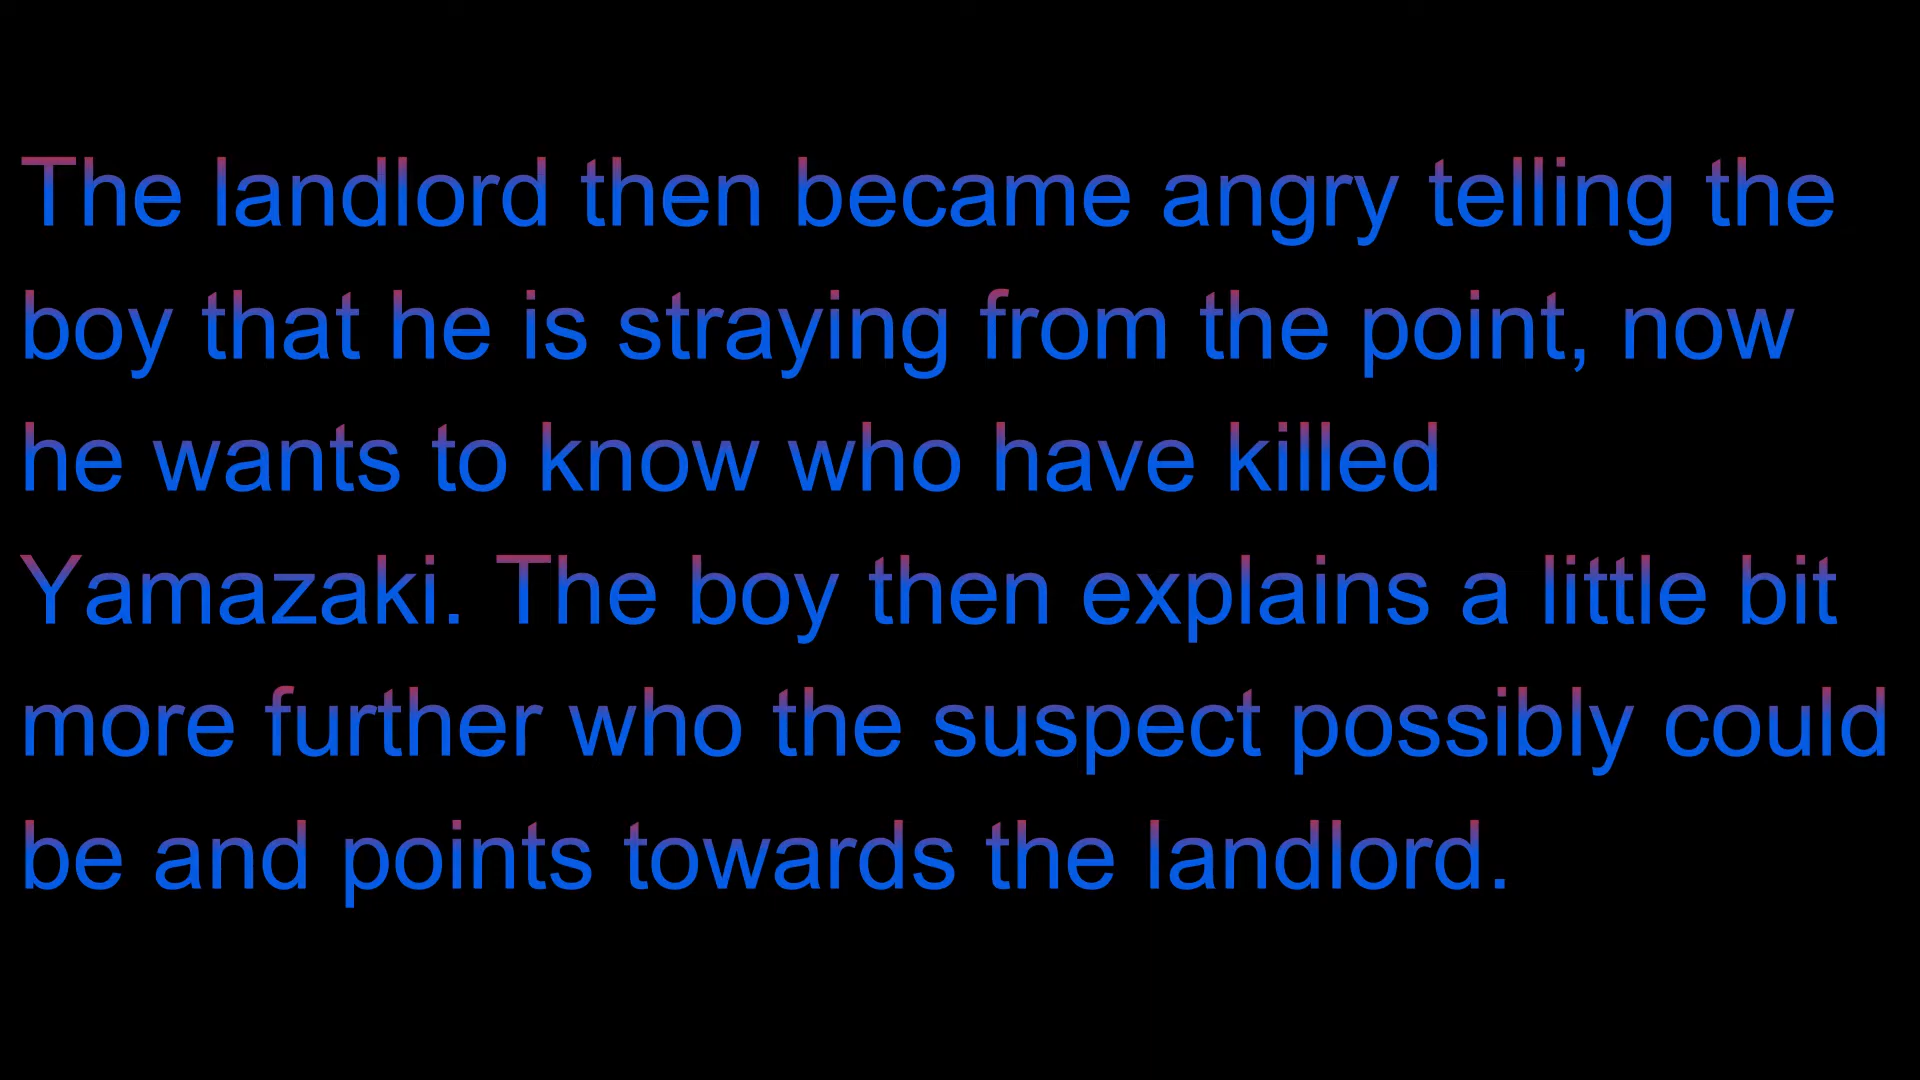 The landlord then became angry telling the
boy that he is straying from the point, now
he wants to know who have killed
Yamazaki. The boy then explains a little bit
more further who the suspect possibly could
be and points towards the landlord.